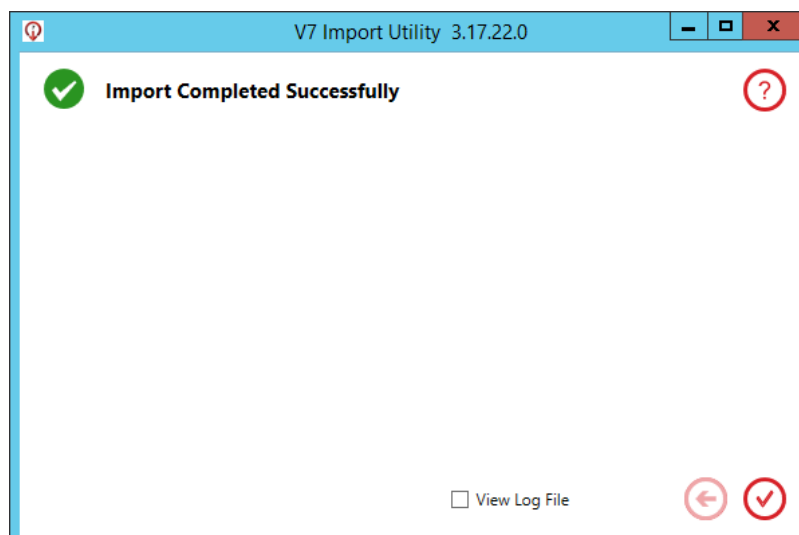 V7 Import Utility 3.17.22.0
Import Completed Successfully
View Log File